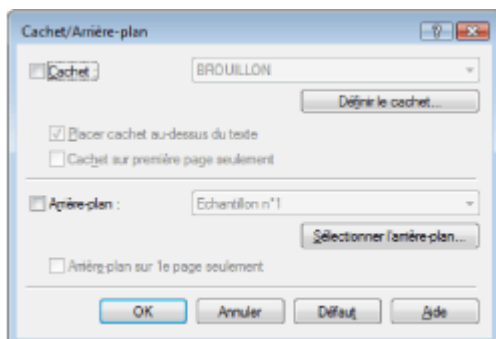 Cachet/Arrière-plan
Cachet :
BROUILLON
Définir le cachet...
Placer cachet au-dessus du texte
Cachet sur première page seulement
Arrière-plan :
Echantillon n°1
Sélectionner l'arrière-plan...
Arrière-plan sur 1e page seulement
OK Annuler Défaut Aide